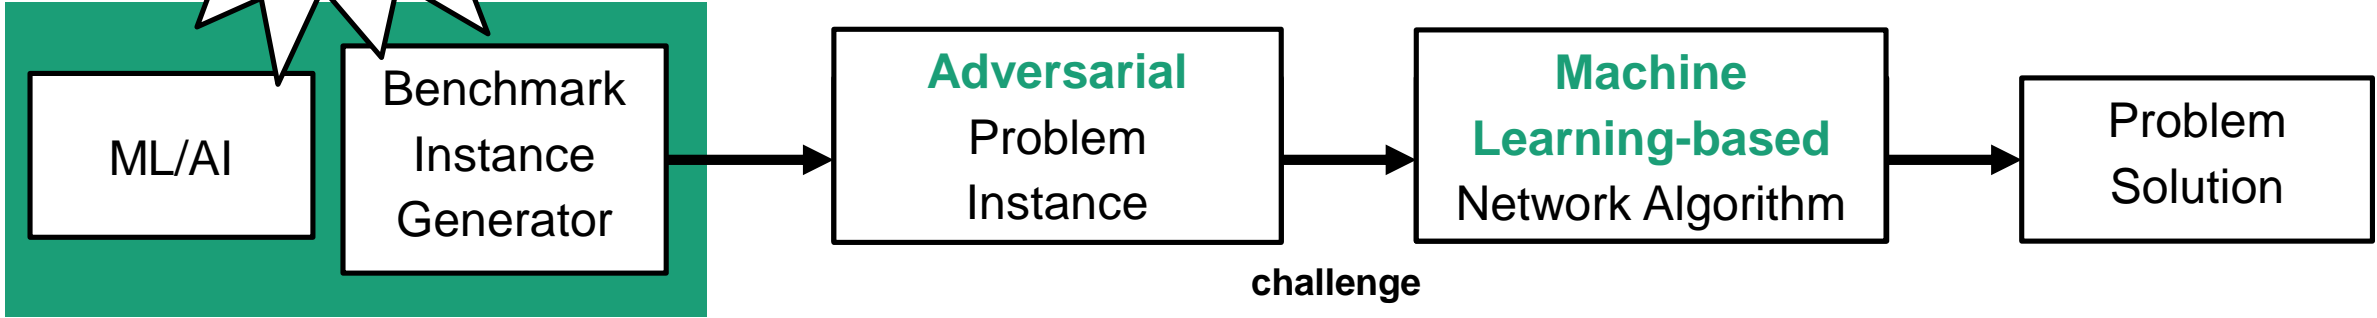 ML/AI
Benchmark
Instance
Generator
Adversarial
Problem
Instance
challenge
Machine
Learning-based
Network Algorithm
Problem
Solution